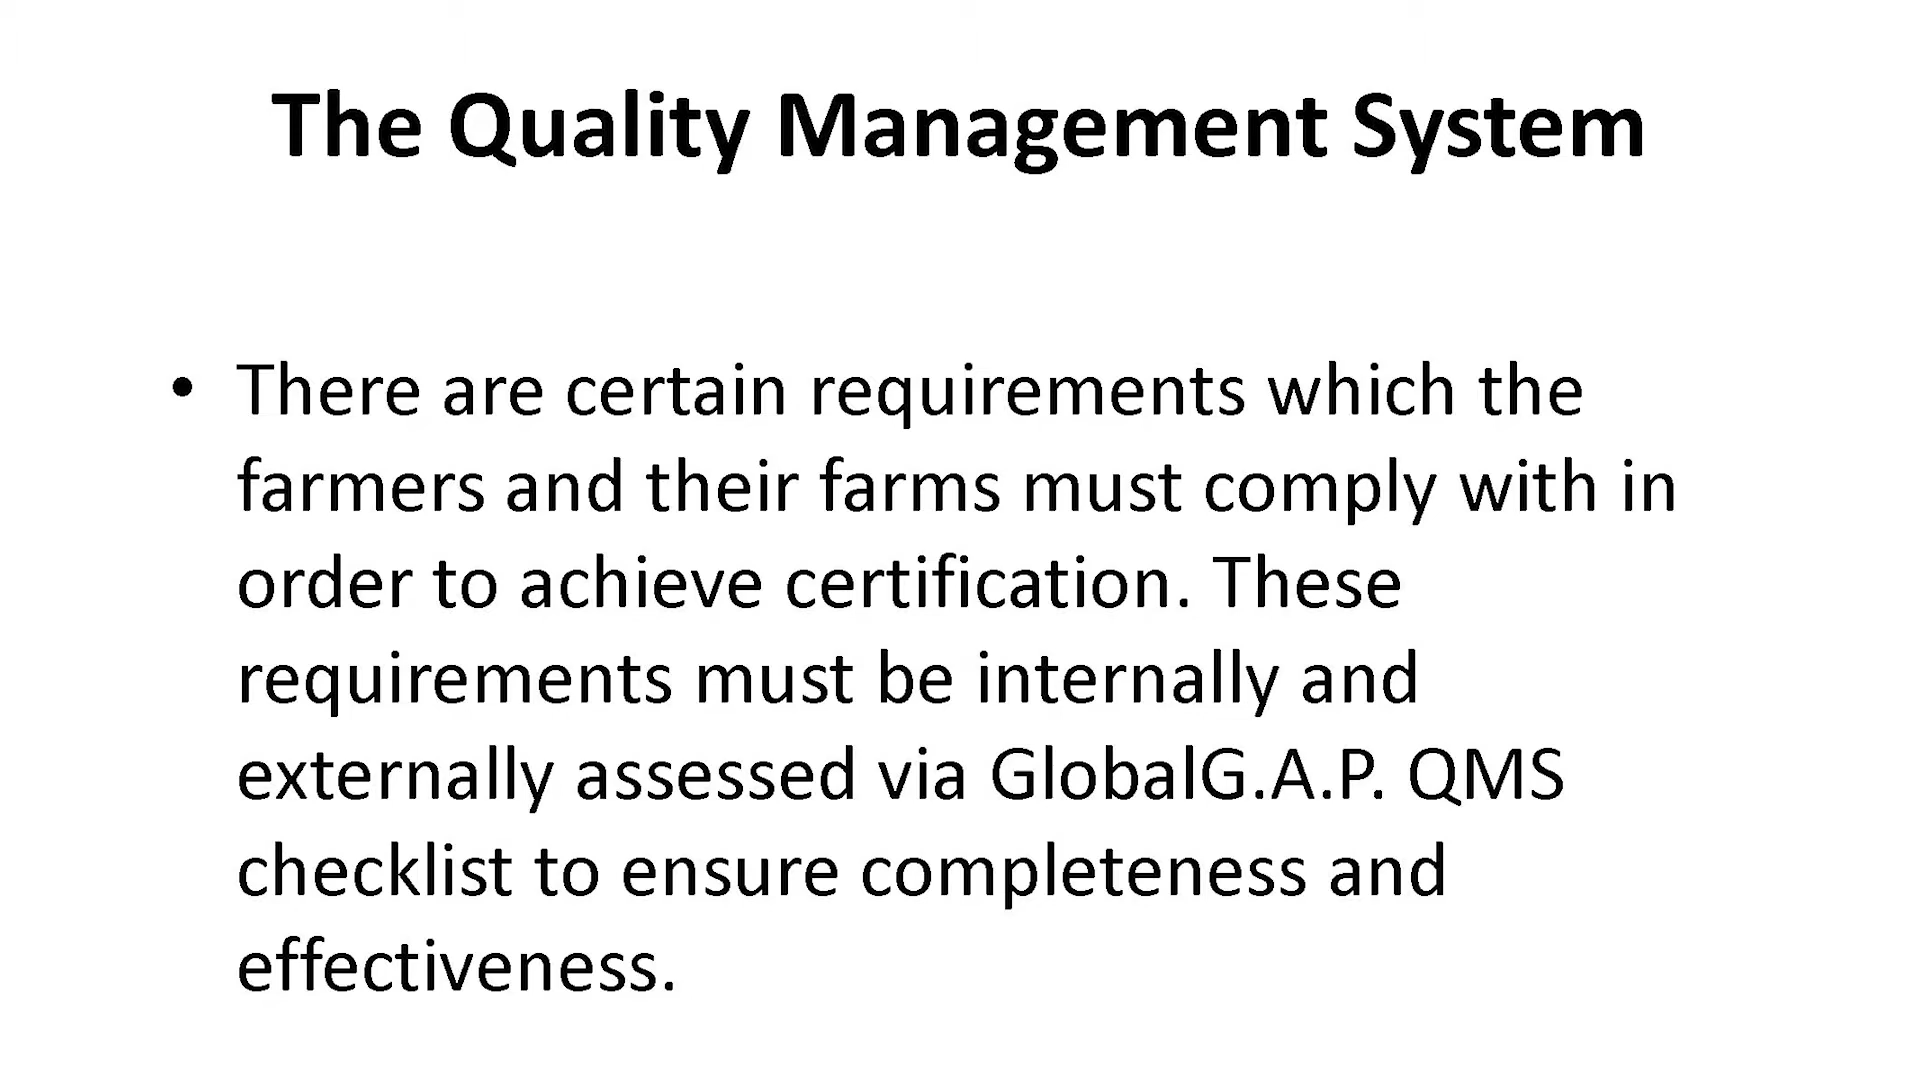 The Quality Management System
• There are certain requirements which the
farmers and their farms must comply with in
order to achieve certification. These
requirements must be internally and
externally assessed via GlobalG.A.P. QMS
checklist to ensure completeness and
effectiveness.